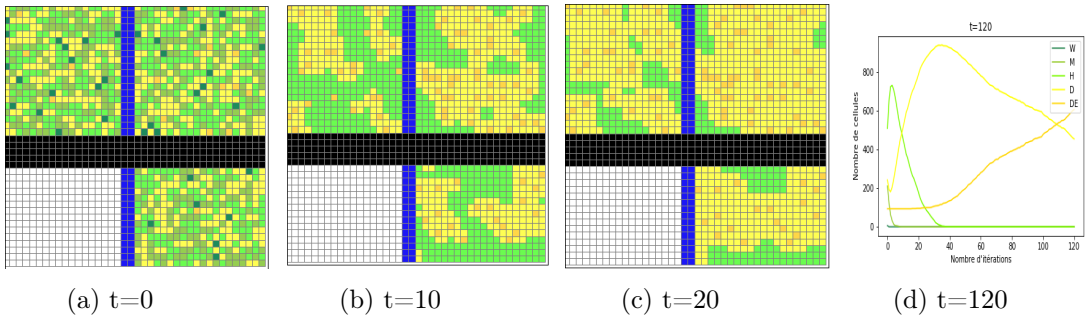 t=120
Nombre de cellules
800
600
400
200
0
W
M
H
D
DE
0 20 40 60 80 100 120
Nombre d'itérations
(a) t=0
(b) t=10
(c) t=20
(d) t=120